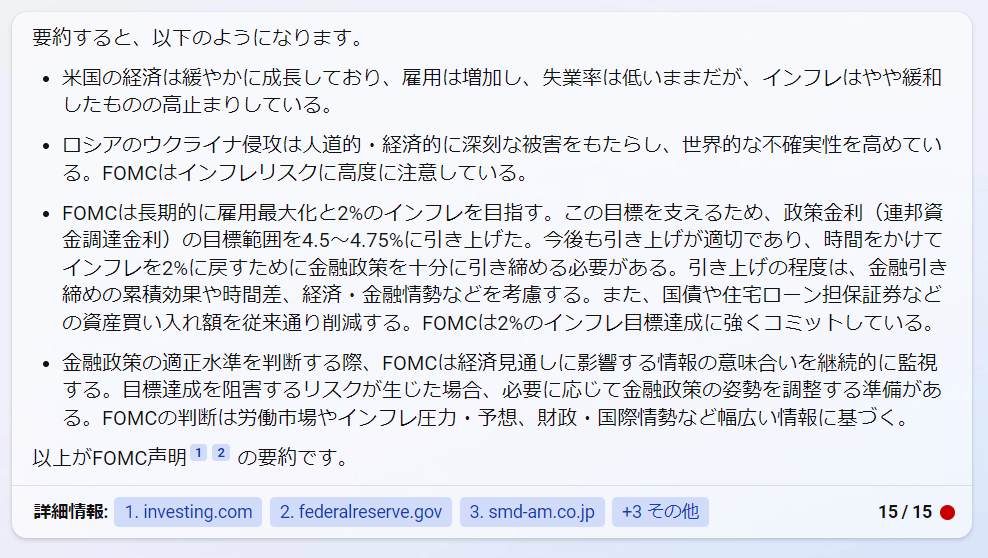 要約すると、以下のようになります。
• 米国の経済は緩やかに成長しており、雇用は増加し、失業率は低いままだが、インフレはやや緩和
したものの高止まりしている。
• ロシアのウクライナ侵攻は人道的・経済的に深刻な被害をもたらし、世界的な不確実性を高めてい
る。FOMCはインフレリスクに高度に注意している。
• FOMCは長期的に雇用最大化と2%のインフレを目指す。この目標を支えるため、政策金利（連邦資
金調達金利）の目標範囲を4.5～4.75%に引き上げた。今後も引き上げが適切であり、時間をかけて
インフレを2%に戻すために金融政策を十分に引き締める必要がある。引き上げの程度は、金融引き
締めの累積効果や時間差、経済・金融情勢などを考慮する。また、国債や住宅ローン担保証券など
の資産買い入れ額を従来通り削減する。FOMCは2%のインフレ目標達成に強くコミットしている。
• 金融政策の適正水準を判断する際、FOMCは経済見通しに影響する情報の意味合いを継続的に監視
する。目標達成を阻害するリスクが生じた場合、必要に応じて金融政策の姿勢を調整する準備があ
る。FOMCの判断は労働市場やインフレ圧力・予想、財政・国際情勢など幅広い情報に基づく。
以上がFOMC声明 1 2 の要約です。
詳細情報: 1. investing.com 2. federalreserve.gov 3. smd-am.co.jp +3 その他 15 / 15